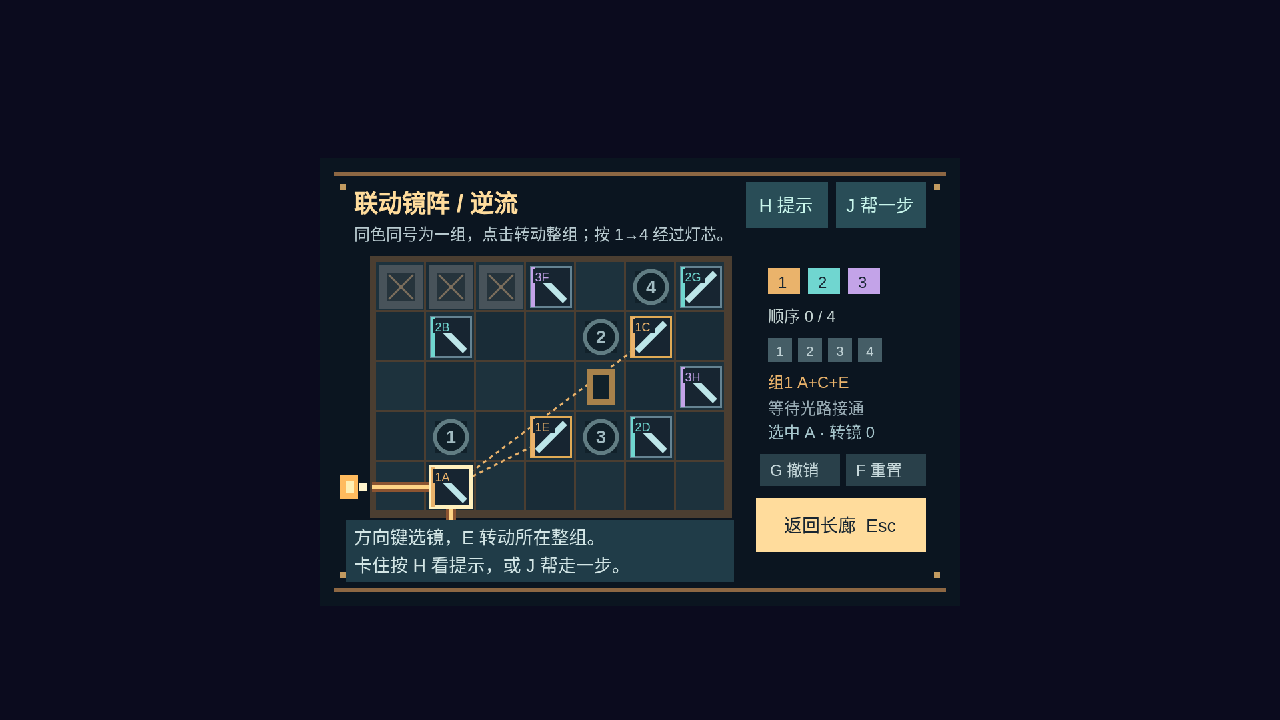 联动镜阵 / 逆流
H 提示
J 帮一步
同色同号为一组，点击转动整组；按 1→4 经过灯芯。
3F
4
2G
2B
2
1C
3H
1
1E
3
2D
1A
1 2 3
顺序 0 / 4
1 2 3 4
组1 A+C+E
等待光路接通
选中 A · 转镜 0
G 撤销
F 重置
返回长廊 Esc
方向键选镜，E 转动所在整组。
卡住按 H 看提示，或 J 帮走一步。